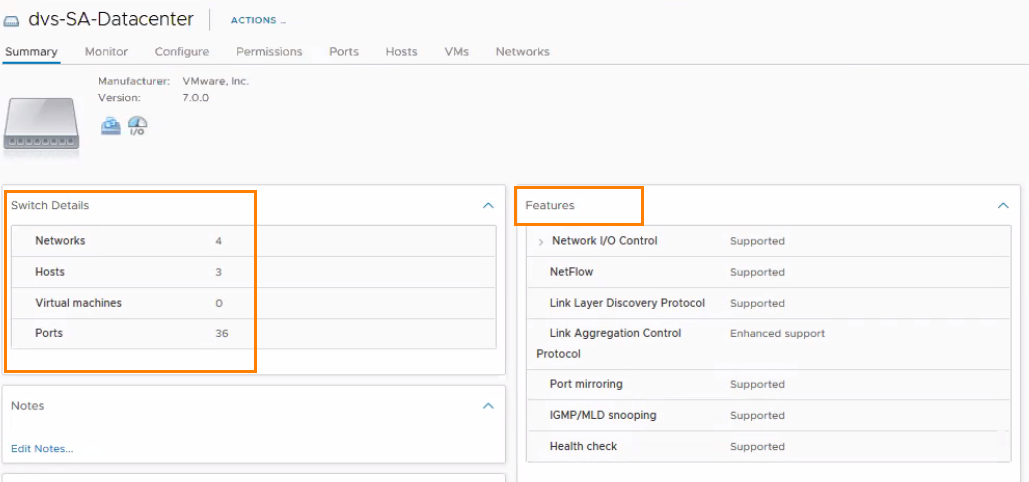 dvs-SA-Datacenter ACTIONS
Summary Monitor Configure Permissions Ports Hosts VMs Networks
Manufacturer: VMware, Inc.
Version: 7.0.0
I/O
Switch Details
Networks 4
Hosts 3
Virtual machines 0
Ports 36
Notes
Edit Notes...
Features
Network I/O Control Supported
NetFlow Supported
Link Layer Discovery Protocol Supported
Link Aggregation Control Enhanced support
Protocol
Port mirroring Supported
IGMP/MLD snooping Supported
Health check Supported